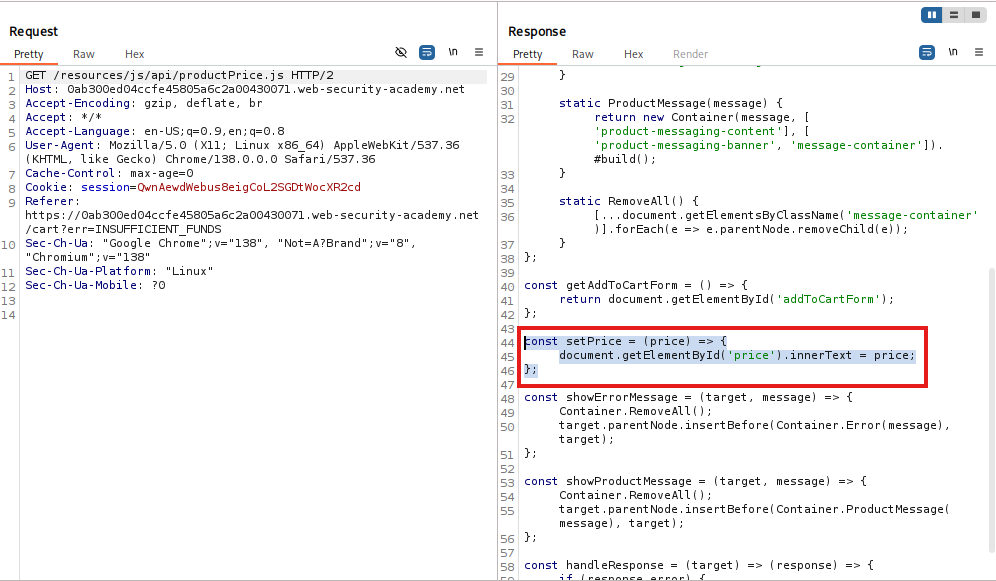 Request
Pretty Raw Hex \n
1 GET /resources/js/api/productPrice.js HTTP/2
2 Host: 0ab300ed04ccfe45805a6c2a00430071.web-security-academy.net
3 Accept-Encoding: gzip, deflate, br
4 Accept: */*
5 Accept-Language: en-US;q=0.9,en;q=0.8
6 User-Agent: Mozilla/5.0 (X11; Linux x86_64) AppleWebKit/537.36
(KHTML, like Gecko) Chrome/138.0.0.0 Safari/537.36
7 Cache-Control: max-age=0
8 Cookie: session=QwnAewdWebus8eigCoL2SGDtWocXR2cd
9 Referer:
https://0ab300ed04ccfe45805a6c2a00430071.web-security-academy.net
/cart?err=INSUFFICIENT_FUNDS
10 Sec-Ch-Ua: "Google Chrome";v="138", "Not=A?Brand";v="8",
"Chromium";v="138"
11 Sec-Ch-Ua-Platform: "Linux"
12 Sec-Ch-Ua-Mobile: ?0
13
14
Response
Pretty Raw Hex Render \n
29 }
30
31 static ProductMessage(message) {
32 return new Container(message, [
'product-messaging-content'], [
'product-messaging-banner', 'message-container']).
#build();
33 }
34
35 static RemoveAll() {
36 [...document.getElementsByClassName('message-container'
)].forEach(e => e.parentNode.removeChild(e));
37 }
38 };
39
40 const getAddToCartForm = () => {
41 return document.getElementById('addToCartForm');
42 };
43
44 const setPrice = (price) => {
45 document.getElementById('price').innerText = price;
46 };
47
48 const showErrorMessage = (target, message) => {
49 Container.RemoveAll();
50 target.parentNode.insertBefore(Container.Error(message),
target);
51 };
52
53 const showProductMessage = (target, message) => {
54 Container.RemoveAll();
55 target.parentNode.insertBefore(Container.ProductMessage(
message), target);
56 };
57
58 const handleResponse = (target) => (response) => {
59 if (response.error) {